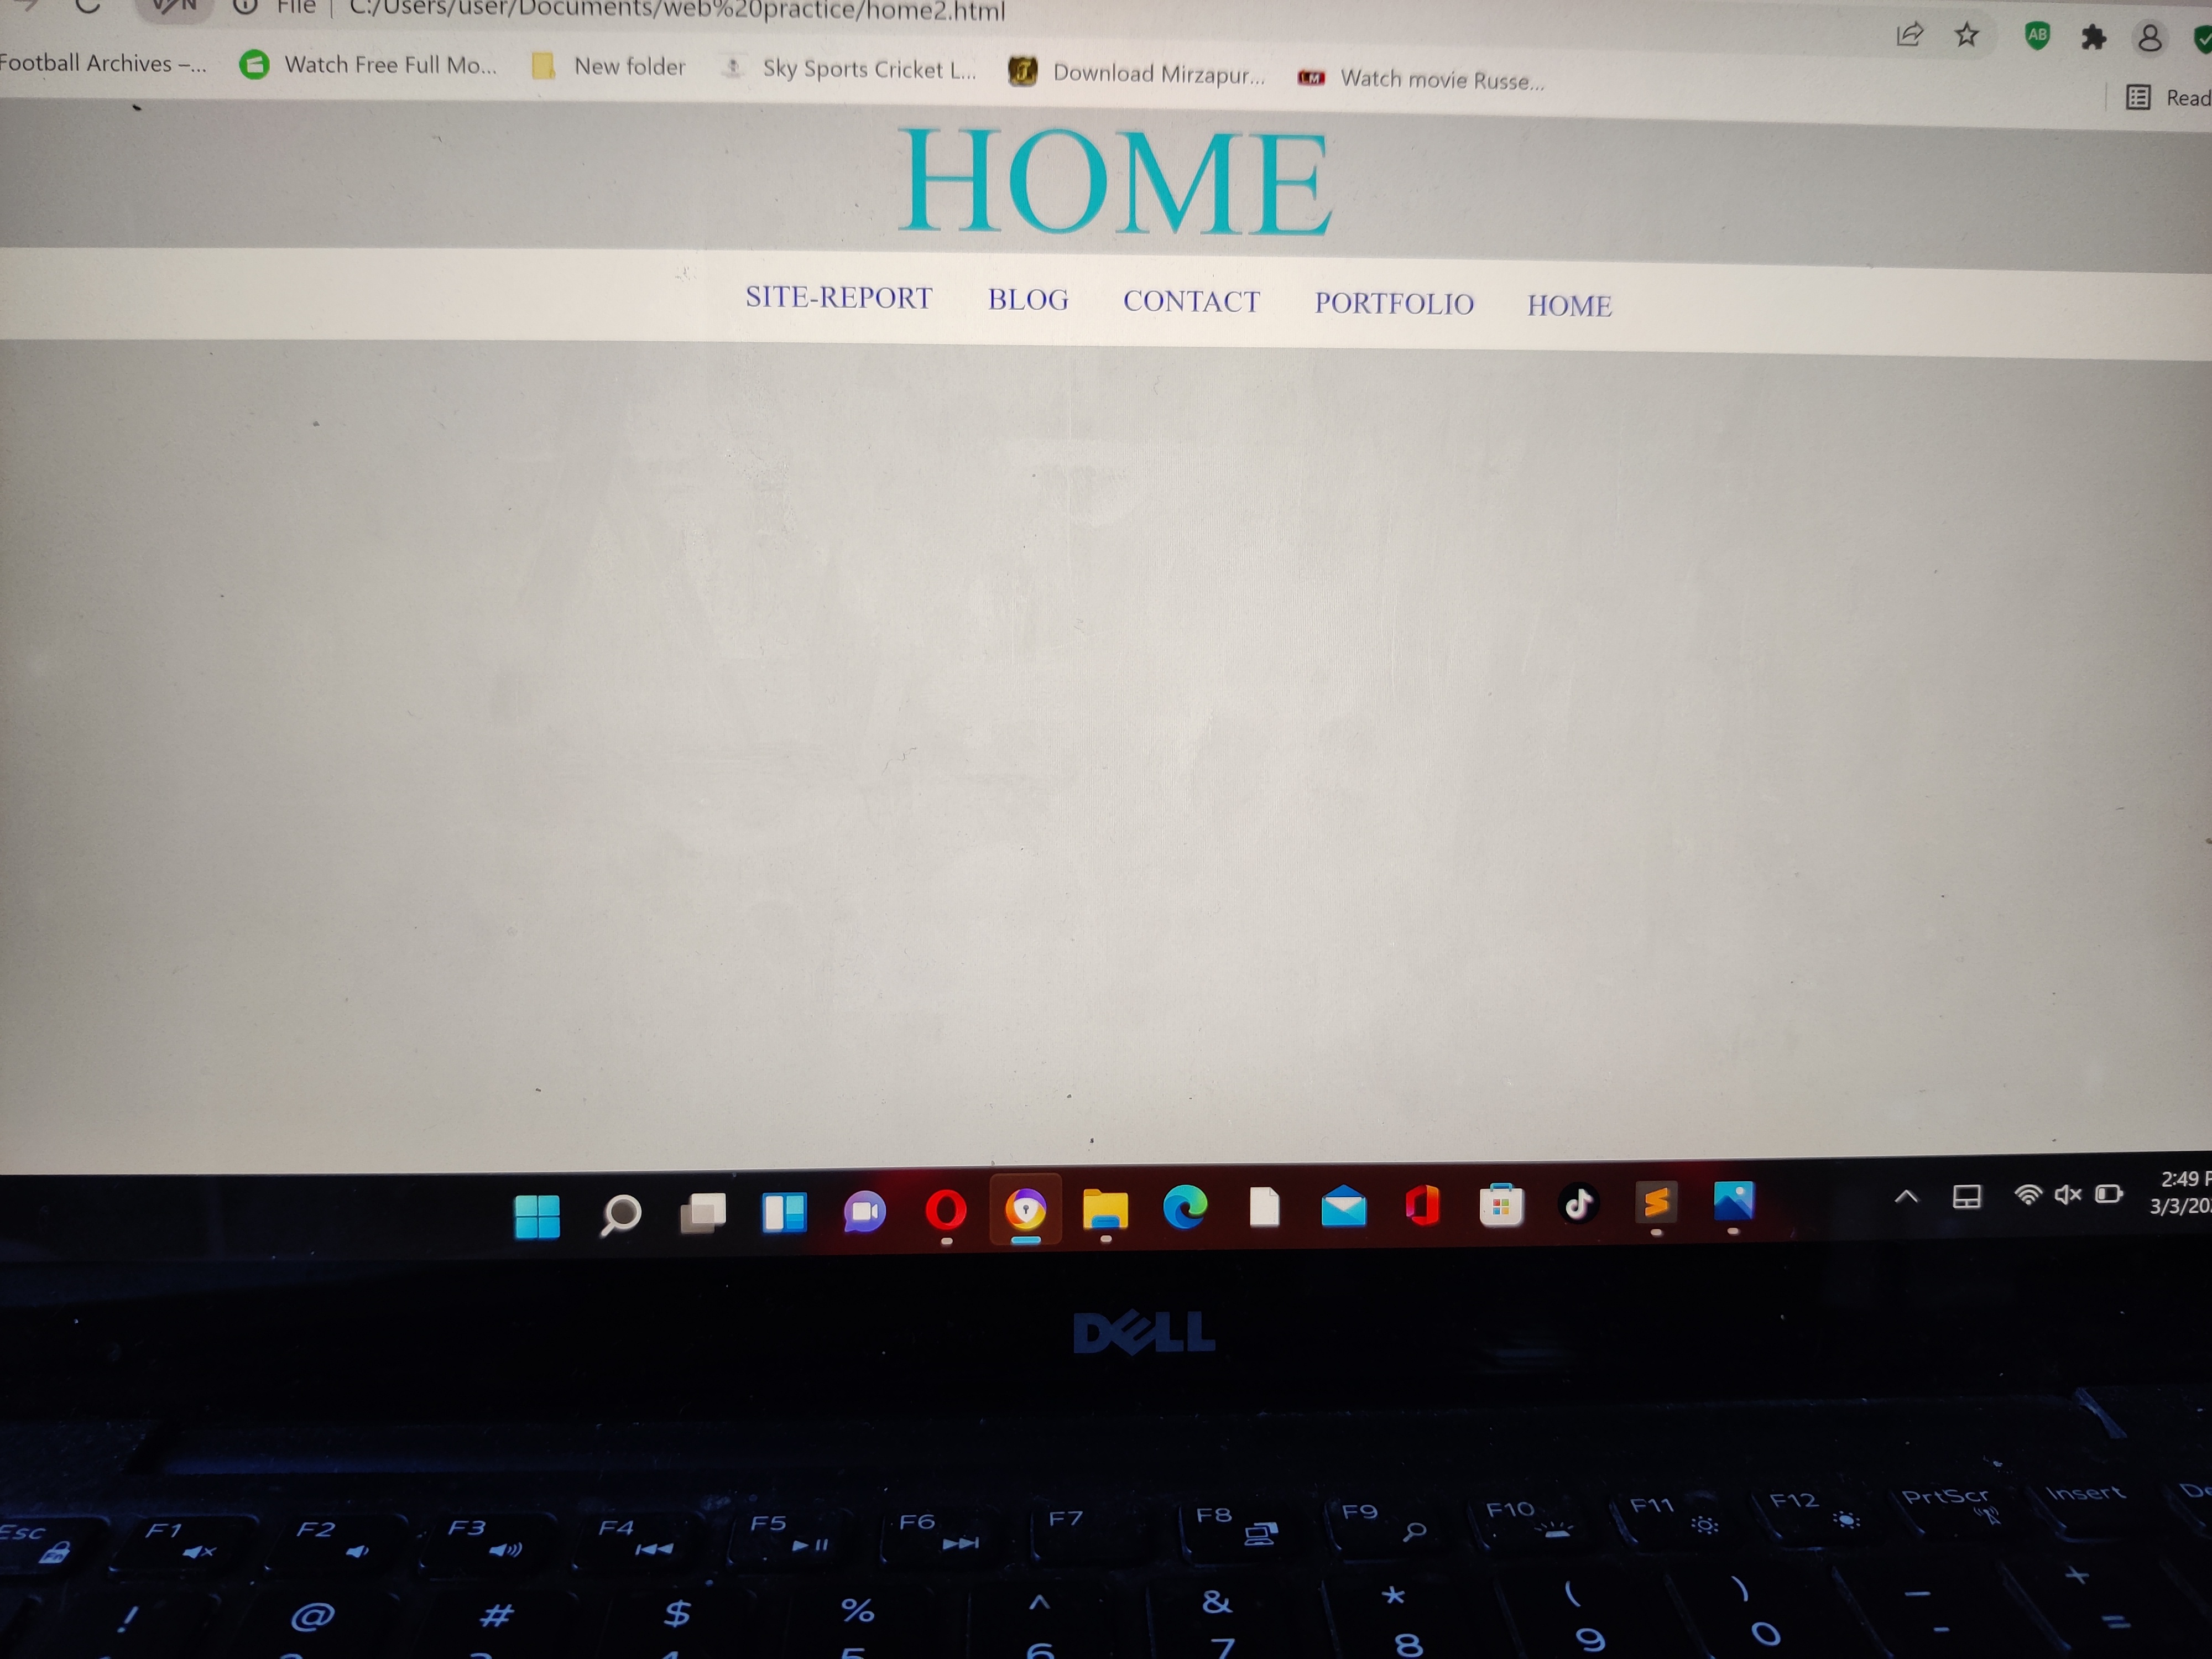 File | C:/Users/user/Documents/web%20practice/home2.html
Football Archives –... Watch Free Full Mo... New folder Sky Sports Cricket L... Download Mirzapur... Watch movie Russe...
AB
Read
HOME
SITE-REPORT BLOG CONTACT PORTFOLIO HOME
2:49 P
3/3/20
DELL
Esc F1 F2 F3 F4 F5 F6 F7 F8 F9 F10 F11 F12 PrtScr Insert De
! @ # $ % ^ & * ( ) _ +
5 6 7 8 9 0 - =